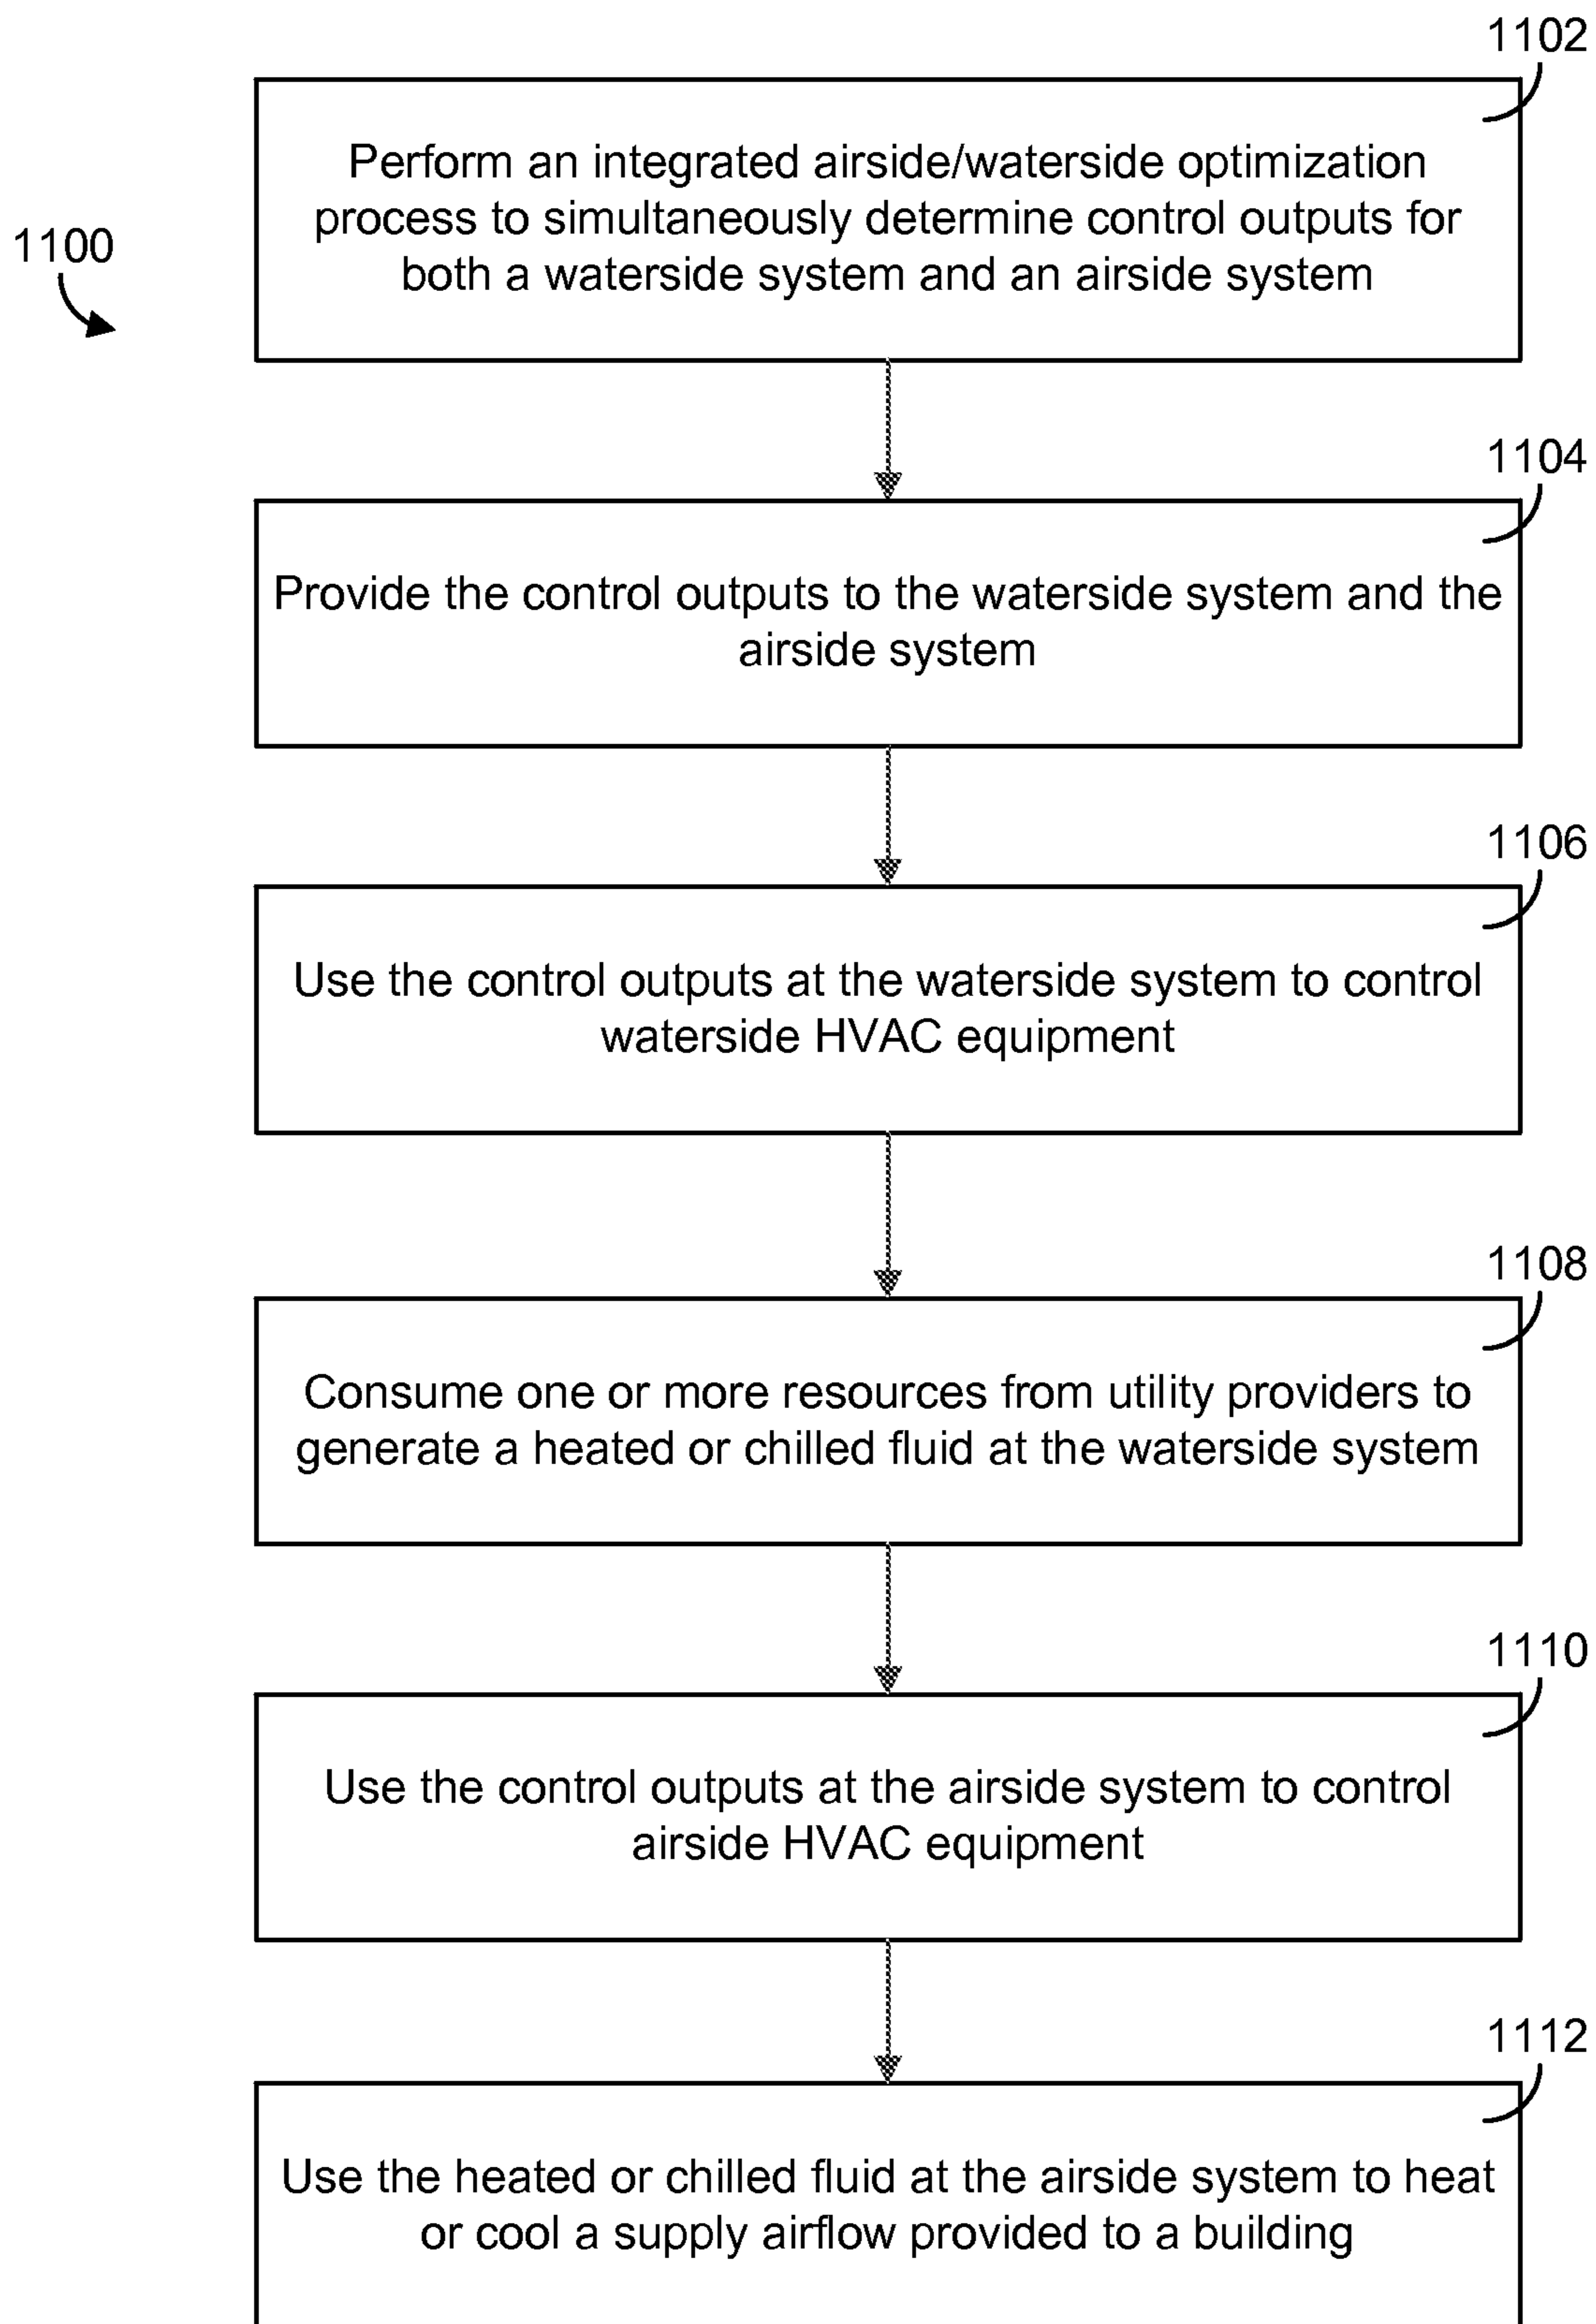 1102
Perform an integrated airside/waterside optimization
process to simultaneously determine control outputs for
both a waterside system and an airside system
1100
1104
Provide the control outputs to the waterside system and the
airside system
1106
Use the control outputs at the waterside system to control
waterside HVAC equipment
1108
Consume one or more resources from utility providers to
generate a heated or chilled fluid at the waterside system
1110
Use the control outputs at the airside system to control
airside HVAC equipment
1112
Use the heated or chilled fluid at the airside system to heat
or cool a supply airflow provided to a building